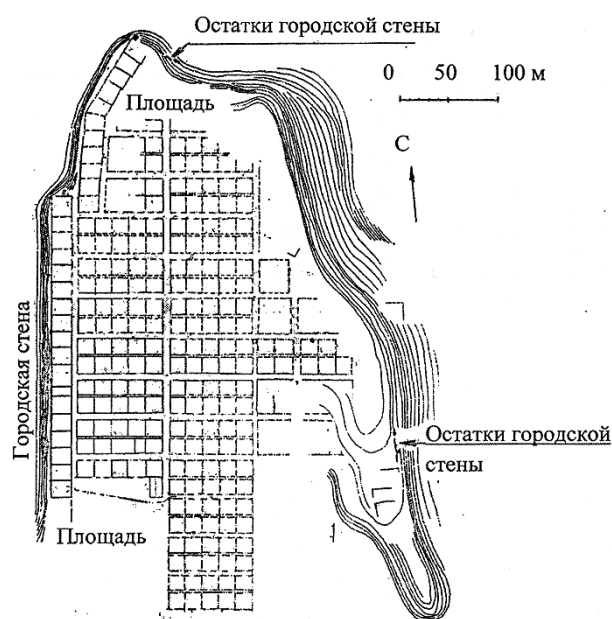 Остатки городской стены
0 50 100 м
Площадь
С
Городская стена
Остатки городской
стены
Площадь